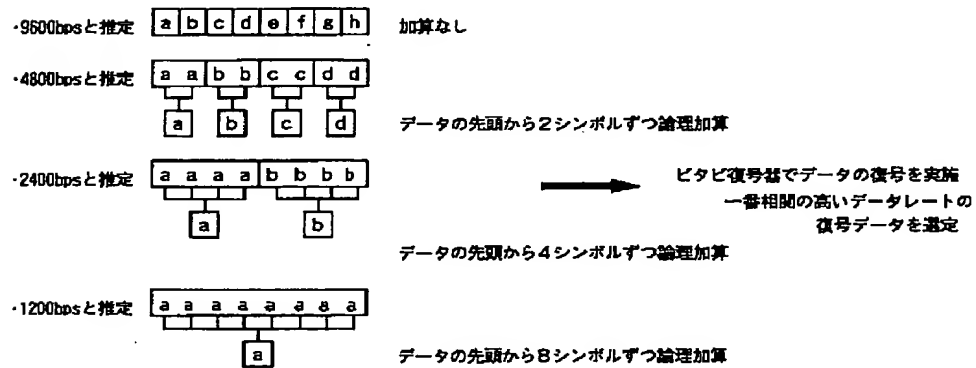 ・9600bpsと推定 a b c d e f g h 加算なし
・4800bpsと推定 a a b b c c d d
a b c d データの先頭から2シンボルずつ論理加算
・2400bpsと推定 a a a a b b b b
a b
データの先頭から4シンボルずつ論理加算
ビタビ復号器でデータの復号を実施
一番相関の高いデータレートの
復号データを選定
・1200bpsと推定 a a a a a a a a
a データの先頭から8シンボルずつ論理加算